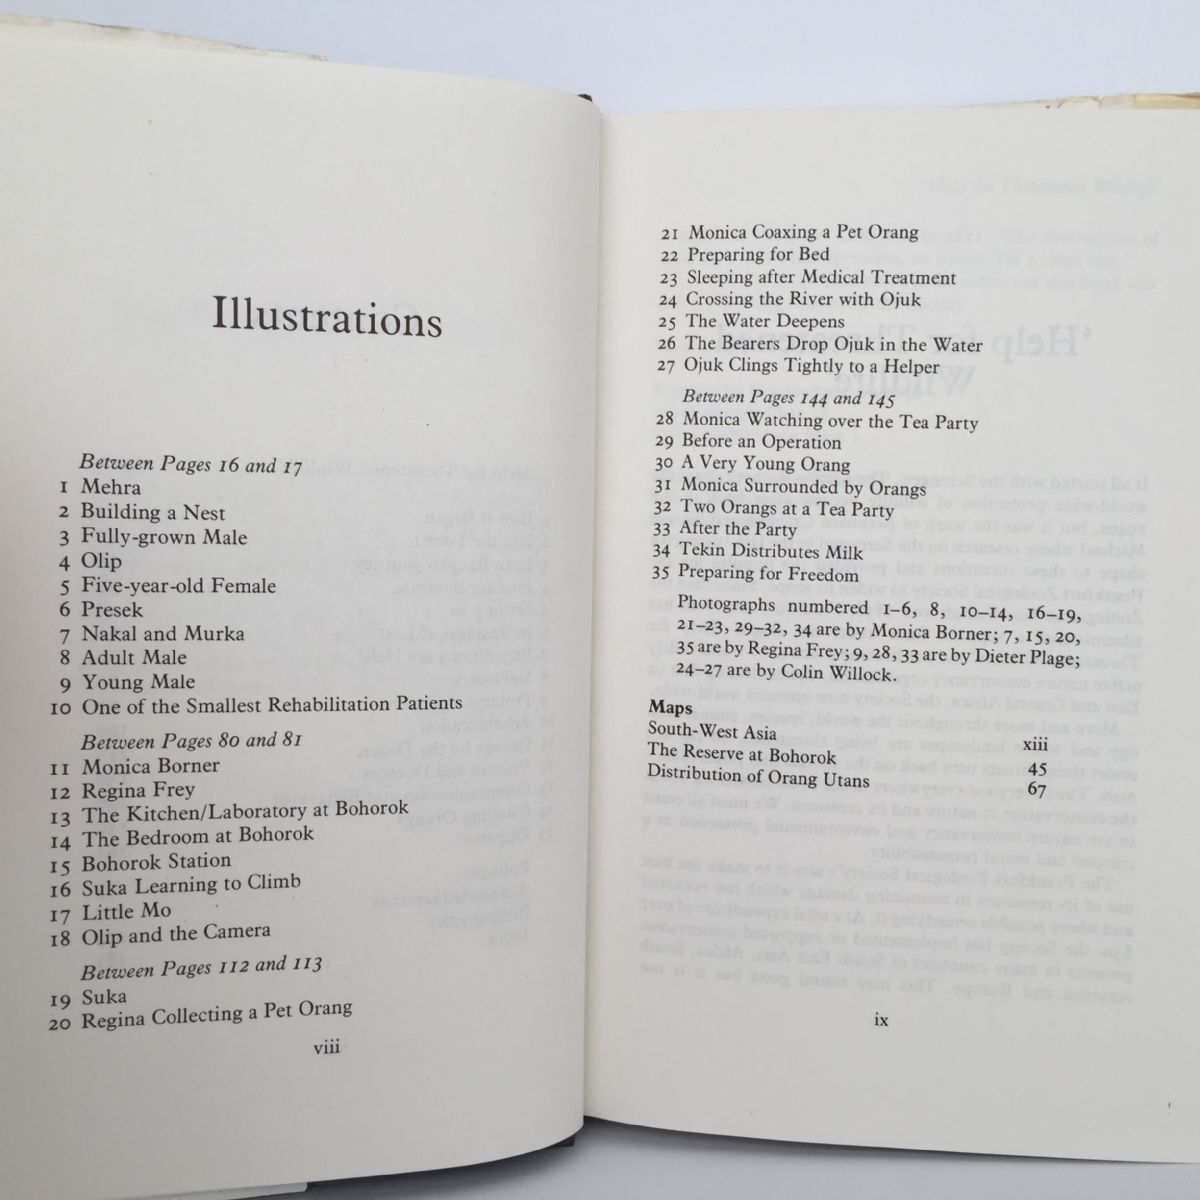 Illustrations
Between Pages 16 and 17
1 Mehra
2 Building a Nest
3 Fully-grown Male
4 Olip
5 Five-year-old Female
6 Presek
7 Nakal and Murka
8 Adult Male
9 Young Male
10 One of the Smallest Rehabilitation Patients
Between Pages 80 and 81
11 Monica Borner
12 Regina Frey
13 The Kitchen/Laboratory at Bohorok
14 The Bedroom at Bohorok
15 Bohorok Station
16 Suka Learning to Climb
17 Little Mo
18 Olip and the Camera
Between Pages 112 and 113
19 Suka
20 Regina Collecting a Pet Orang
viii
21 Monica Coaxing a Pet Orang
22 Preparing for Bed
23 Sleeping after Medical Treatment
24 Crossing the River with Ojuk
25 The Water Deepens
26 The Bearers Drop Ojuk in the Water
27 Ojuk Clings Tightly to a Helper
Between Pages 144 and 145
28 Monica Watching over the Tea Party
29 Before an Operation
30 A Very Young Orang
31 Monica Surrounded by Orangs
32 Two Orangs at a Tea Party
33 After the Party
34 Tekin Distributes Milk
35 Preparing for Freedom
Photographs numbered 1–6, 8, 10–14, 16–19,
21–23, 29–32, 34 are by Monica Borner; 7, 15, 20,
35 are by Regina Frey; 9, 28, 33 are by Dieter Plage;
24–27 are by Colin Willock.
Maps
South-West Asia xiii
The Reserve at Bohorok 45
Distribution of Orang Utans 67
ix